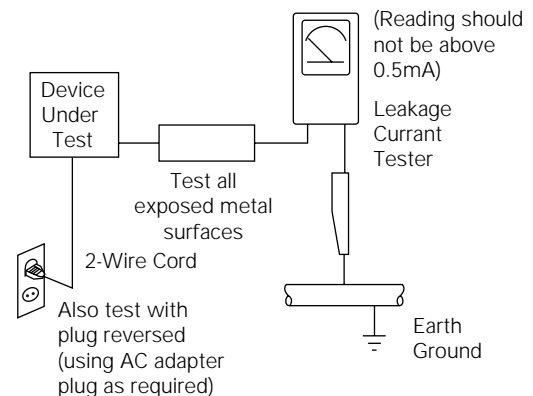 (Reading should
not be above
0.5mA)
Leakage
Currant
Tester
Device
Under
Test
Test all
exposed metal
surfaces
2-Wire Cord
Also test with
plug reversed
(using AC adapter
plug as required)
Earth
Ground